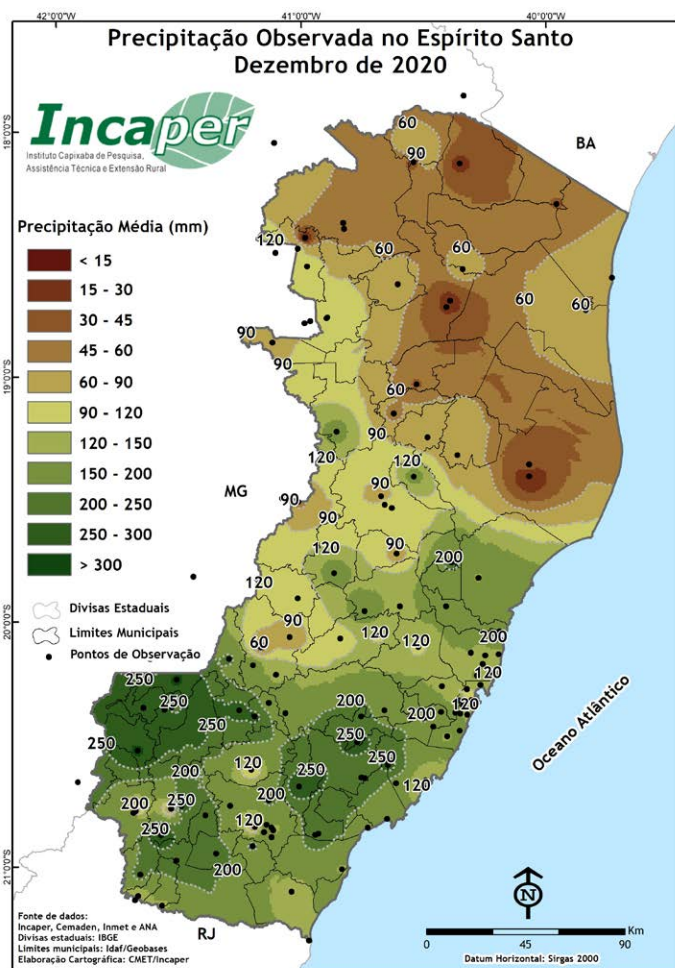 42°0'0"W
41°0'0"W
40°0'0"W
Precipitação Observada no Espírito Santo
Dezembro de 2020
Incaper
Instituto Capixaba de Pesquisa,
Assistência Técnica e Extensão Rural
BA
18°0'0"S
60
90
Precipitação Média (mm)
< 15
15 - 30
30 - 45
45 - 60
60 - 90
90 - 120
120 - 150
150 - 200
200 - 250
250 - 300
> 300
120
60
60
60
60
90
90
19°0'0"S
60
90
120
120
90
MG
90
90
120
90
200
120
Divisas Estaduais
Limites Municipais
Pontos de Observação
20°0'0"S
90
60
120
120
200
120
250
250
250
200
200
120
250
250
Oceano Atlântico
250
250
200
120
250
120
200
250
200
120
250
200
21°0'0"S
N
RJ
Km
0
45
90
Datum Horizontal: Sirgas 2000
Fonte de dados:
Incaper, Cemaden, Inmet e ANA
Divisas estaduais: IBGE
Limites municipais: Idaf/Geobases
Elaboração Cartográfica: CMET/Incaper